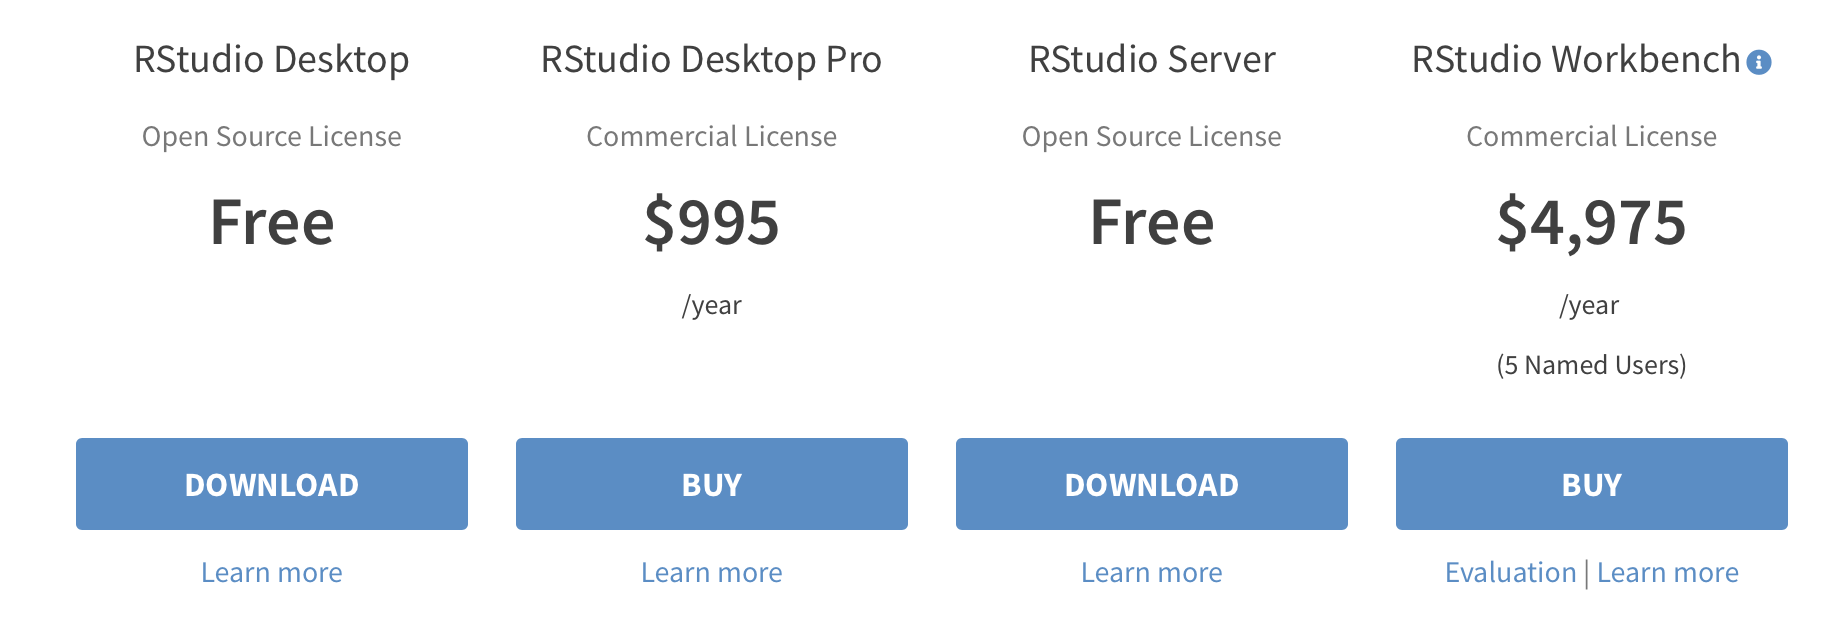 RStudio Desktop
Open Source License
Free
DOWNLOAD
Learn more
RStudio Desktop Pro
Commercial License
$995
/year
BUY
Learn more
RStudio Server
Open Source License
Free
DOWNLOAD
Learn more
RStudio Workbench i
Commercial License
$4,975
/year
(5 Named Users)
BUY
Evaluation | Learn more